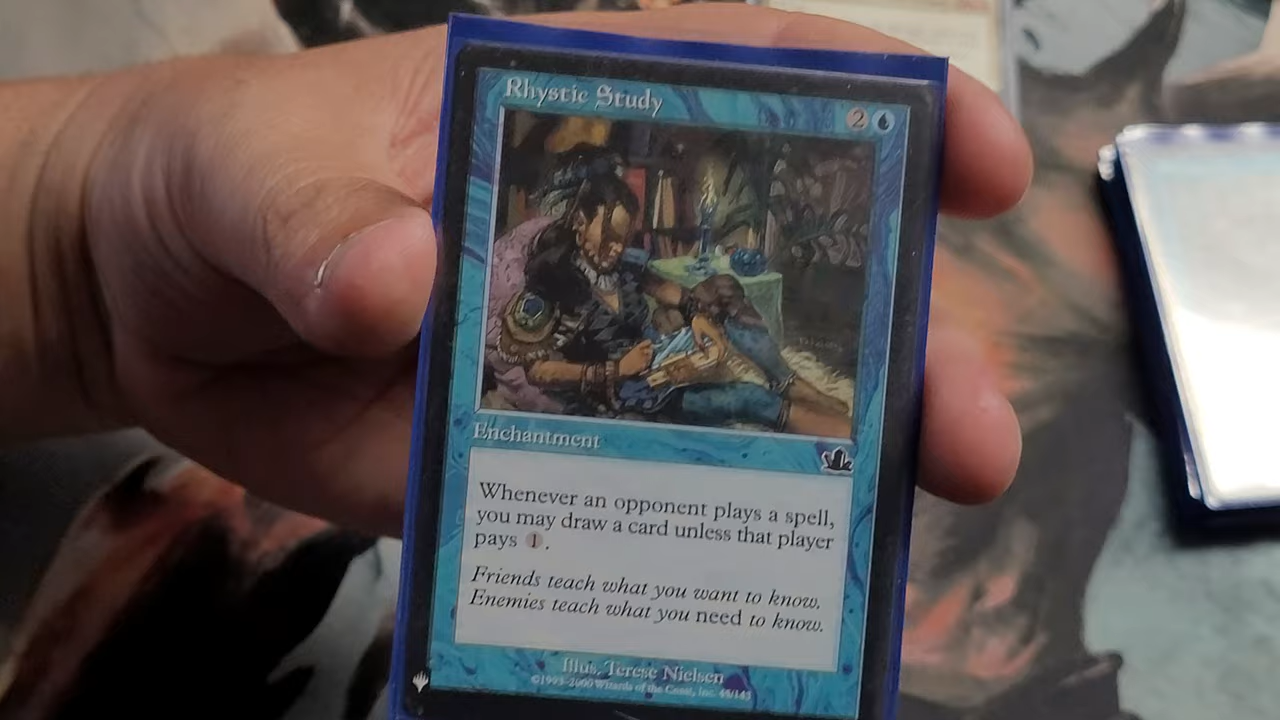 Rhystic Study 2
Enchantment
Whenever an opponent plays a spell,
you may draw a card unless that player
pays 1.
Friends teach what you want to know.
Enemies teach what you need to know.
Illus. Terese Nielsen
©1993-2000 Wizards of the Coast, Inc. 45/143